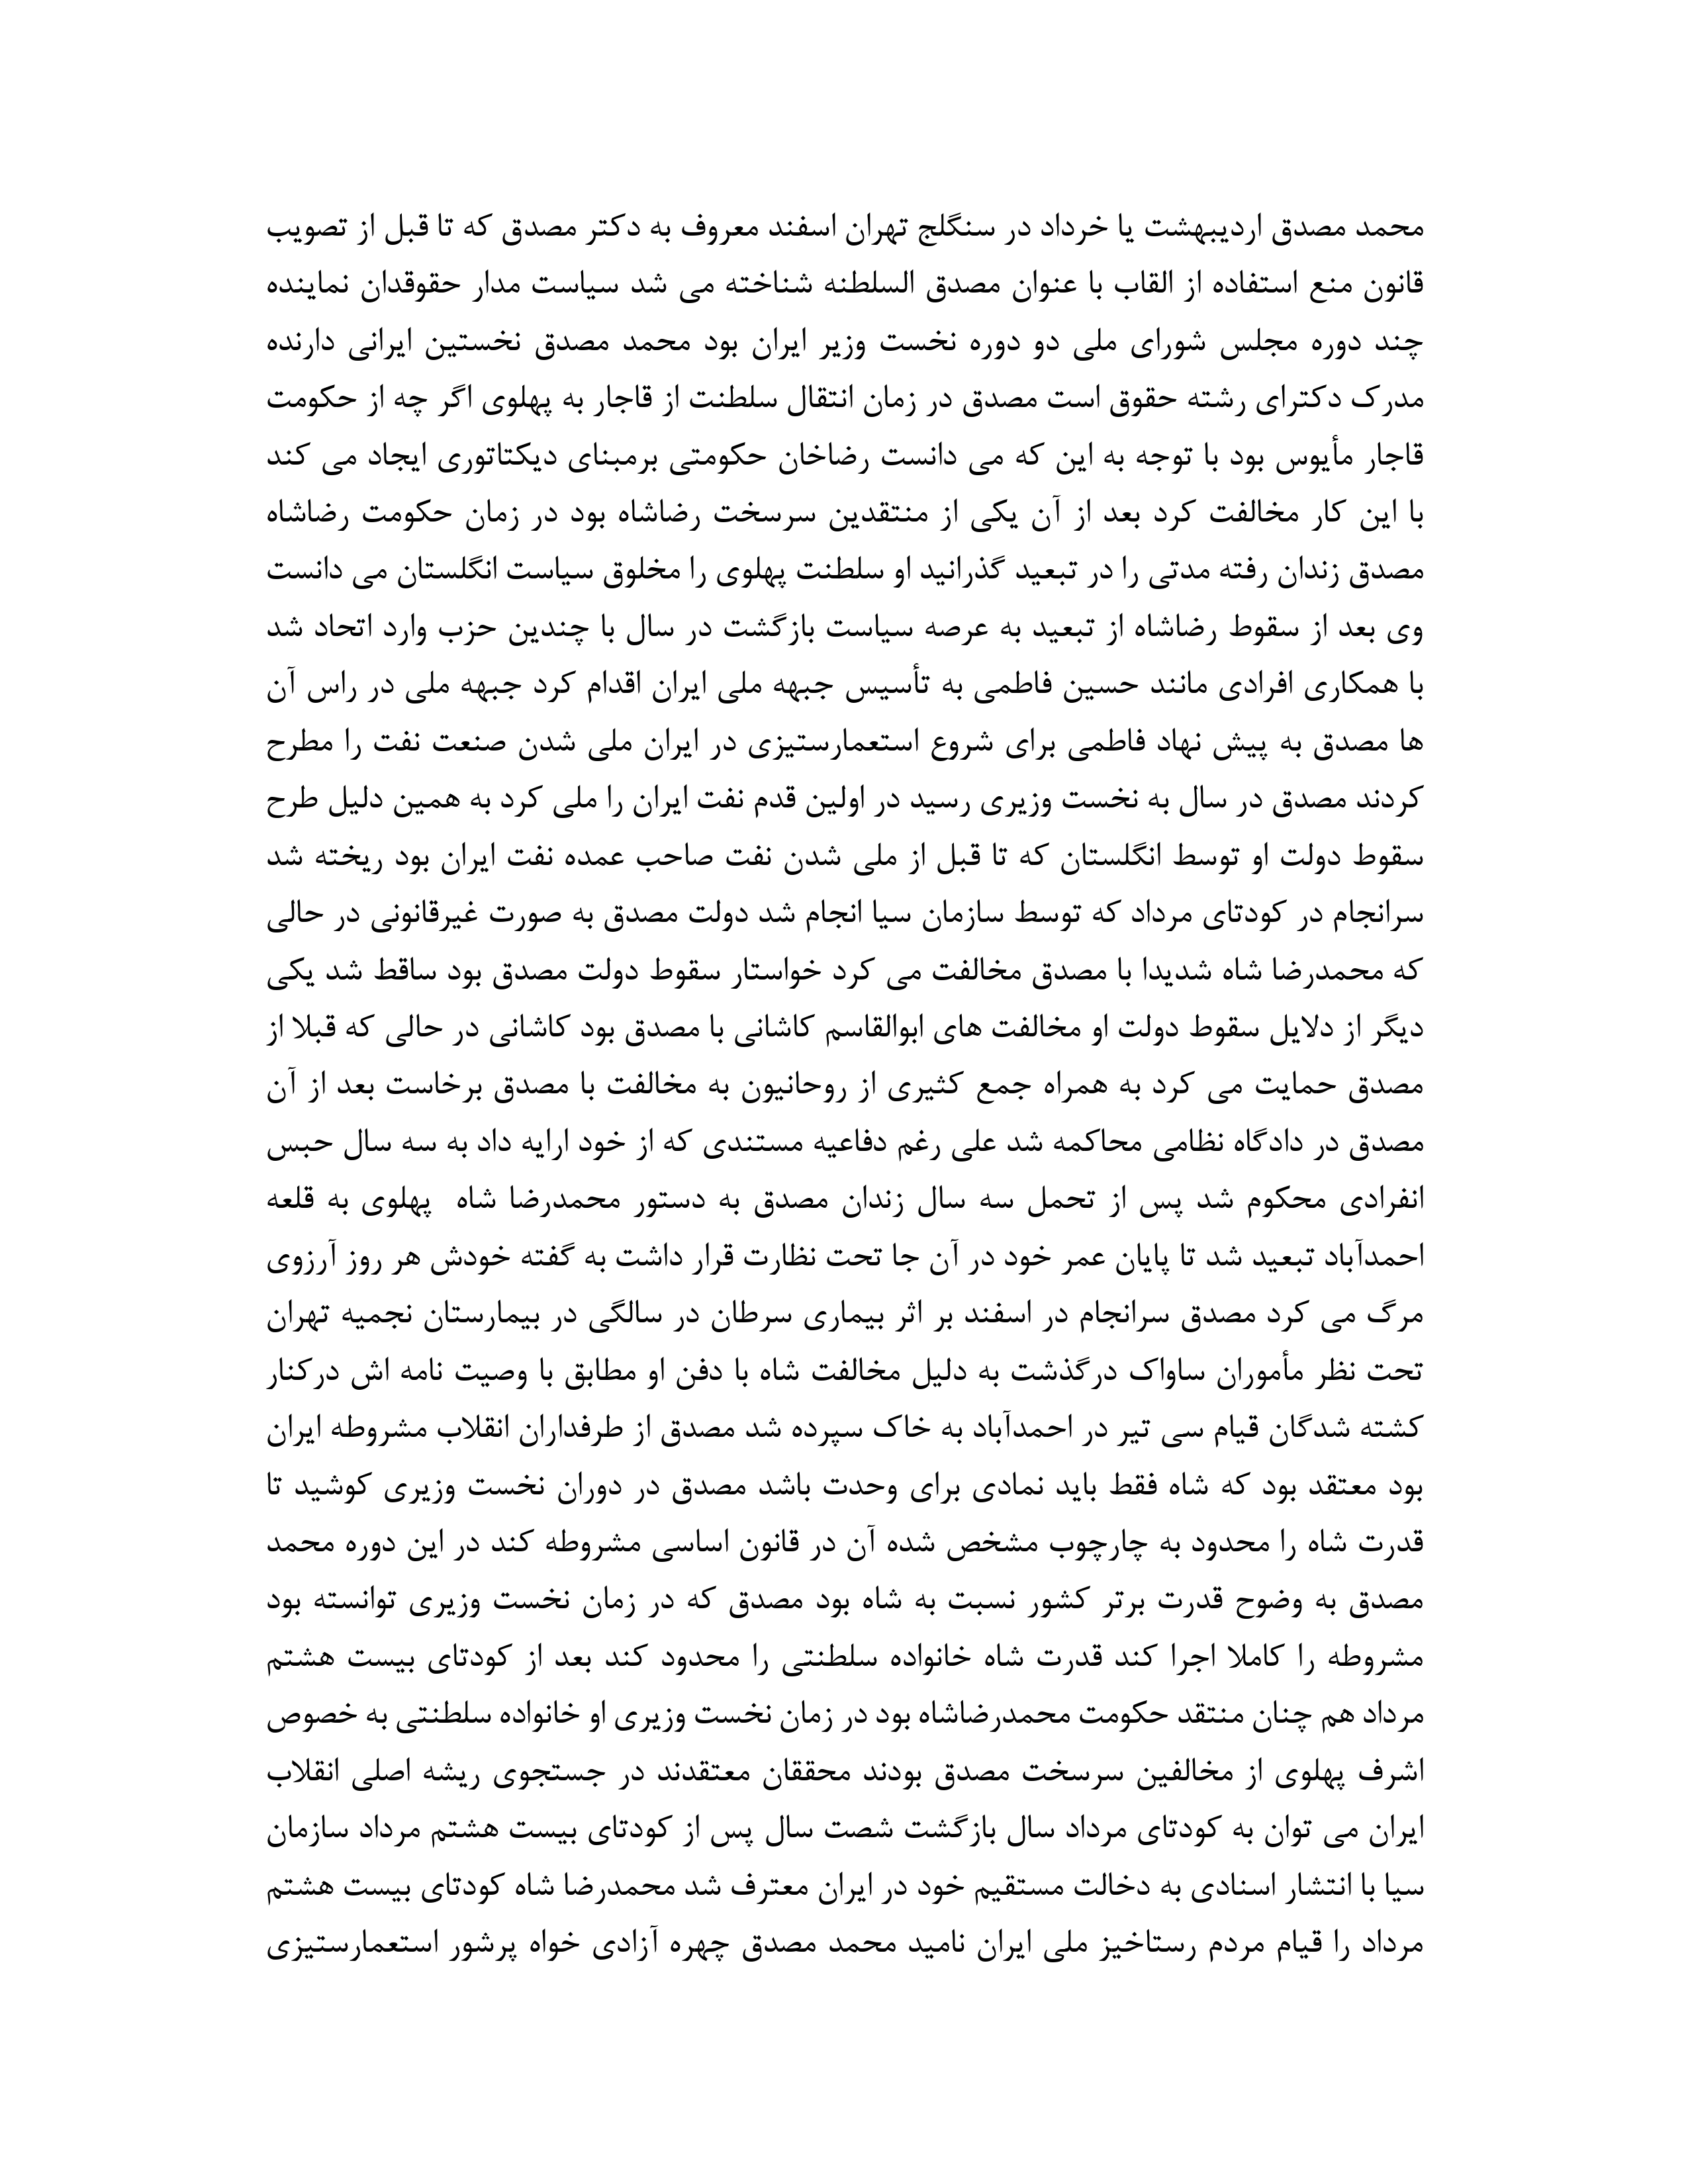 محمد مصدق اردیبهشت یا خرداد در سنگلج تهران اسفند معروف به دکتر مصدق که تا قبل از تصویب
قانون منع استفاده از القاب با عنوان مصدق السلطنه شناخته می شد سیاست مدار حقوقدان نماینده
چند دوره مجلس شورای ملی دو دوره نخست وزیر ایران بود محمد مصدق نخستین ایرانی دارنده
مدرک دکترای رشته حقوق است مصدق در زمان انتقال سلطنت از قاجار به پهلوی اگر چه از حکومت
قاجار مأیوس بود با توجه به این که می دانست رضاخان حکومتی برمبنای دیکتاتوری ایجاد می کند
با این کار مخالفت کرد بعد از آن یکی از منتقدین سرسخت رضاشاه بود در زمان حکومت رضاشاه
مصدق زندان رفته مدتی را در تبعید گذرانید او سلطنت پهلوی را مخلوق سیاست انگلستان می دانست
وی بعد از سقوط رضاشاه از تبعید به عرصه سیاست بازگشت در سال با چندین حزب وارد اتحاد شد
با همکاری افرادی مانند حسین فاطمی به تأسیس جبهه ملی ایران اقدام کرد جبهه ملی در راس آن
ها مصدق به پیش نهاد فاطمی برای شروع استعمارستیزی در ایران ملی شدن صنعت نفت را مطرح
کردند مصدق در سال به نخست وزیری رسید در اولین قدم نفت ایران را ملی کرد به همین دلیل طرح
سقوط دولت او توسط انگلستان که تا قبل از ملی شدن نفت صاحب عمده نفت ایران بود ریخته شد
سرانجام در کودتای مرداد که توسط سازمان سیا انجام شد دولت مصدق به صورت غیرقانونی در حالی
که محمدرضا شاه شدیدا با مصدق مخالفت می کرد خواستار سقوط دولت مصدق بود ساقط شد یکی
دیگر از دلایل سقوط دولت او مخالفت های ابوالقاسم کاشانی با مصدق بود کاشانی در حالی که قبلا از
مصدق حمایت می کرد به همراه جمع کثیری از روحانیون به مخالفت با مصدق برخاست بعد از آن
مصدق در دادگاه نظامی محاکمه شد علی رغم دفاعیه مستندی که از خود ارایه داد به سه سال حبس
انفرادی محکوم شد پس از تحمل سه سال زندان مصدق به دستور محمدرضا شاه  پهلوی به قلعه
احمدآباد تبعید شد تا پایان عمر خود در آن جا تحت نظارت قرار داشت به گفته خودش هر روز آرزوی
مرگ می کرد مصدق سرانجام در اسفند بر اثر بیماری سرطان در سالگی در بیمارستان نجمیه تهران
تحت نظر مأموران ساواک درگذشت به دلیل مخالفت شاه با دفن او مطابق با وصیت نامه اش درکنار
کشته شدگان قیام سی تیر در احمدآباد به خاک سپرده شد مصدق از طرفداران انقلاب مشروطه ایران
بود معتقد بود که شاه فقط باید نمادی برای وحدت باشد مصدق در دوران نخست وزیری کوشید تا
قدرت شاه را محدود به چارچوب مشخص شده آن در قانون اساسی مشروطه کند در این دوره محمد
مصدق به وضوح قدرت برتر کشور نسبت به شاه بود مصدق که در زمان نخست وزیری توانسته بود
مشروطه را کاملا اجرا کند قدرت شاه خانواده سلطنتی را محدود کند بعد از کودتای بیست هشتم
مرداد هم چنان منتقد حکومت محمدرضاشاه بود در زمان نخست وزیری او خانواده سلطنتی به خصوص
اشرف پهلوی از مخالفین سرسخت مصدق بودند محققان معتقدند در جستجوی ریشه اصلی انقلاب
ایران می توان به کودتای مرداد سال بازگشت شصت سال پس از کودتای بیست هشتم مرداد سازمان
سیا با انتشار اسنادی به دخالت مستقیم خود در ایران معترف شد محمدرضا شاه کودتای بیست هشتم
مرداد را قیام مردم رستاخیز ملی ایران نامید محمد مصدق چهره آزادی خواه پرشور استعمارستیزی